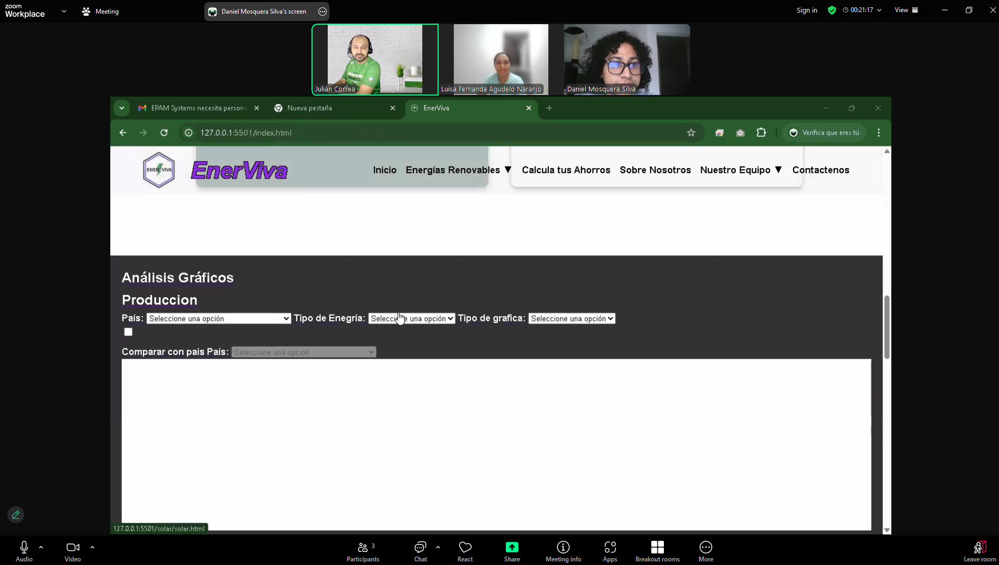 zoom
Workplace
Meeting
Daniel Mosquera Silva's screen
Sign in
00:21:17
View
Julián Correa
Luisa Fernanda Agudelo Naranjo
Daniel Mosquera Silva
EPAM Systems necesita persona
Nueva pestaña
EnerViva
127.0.0.1:5501/index.html
Verifica que eres tú
ENER VIVA
EnerViva
Inicio
Energías Renovables ▼
Calcula tus Ahorros
Sobre Nosotros
Nuestro Equipo ▼
Contactenos
Análisis Gráficos
Produccion
País: Seleccione una opción Tipo de Enegría: Seleccione una opción Tipo de grafica: Seleccione una opción
Comparar con pais País: Seleccione una opción
127.0.0.1:5501/solar/solar.html
Audio
Video
3
Participants
Chat
React
Share
Meeting info
Apps
Breakout rooms
More
Leave room